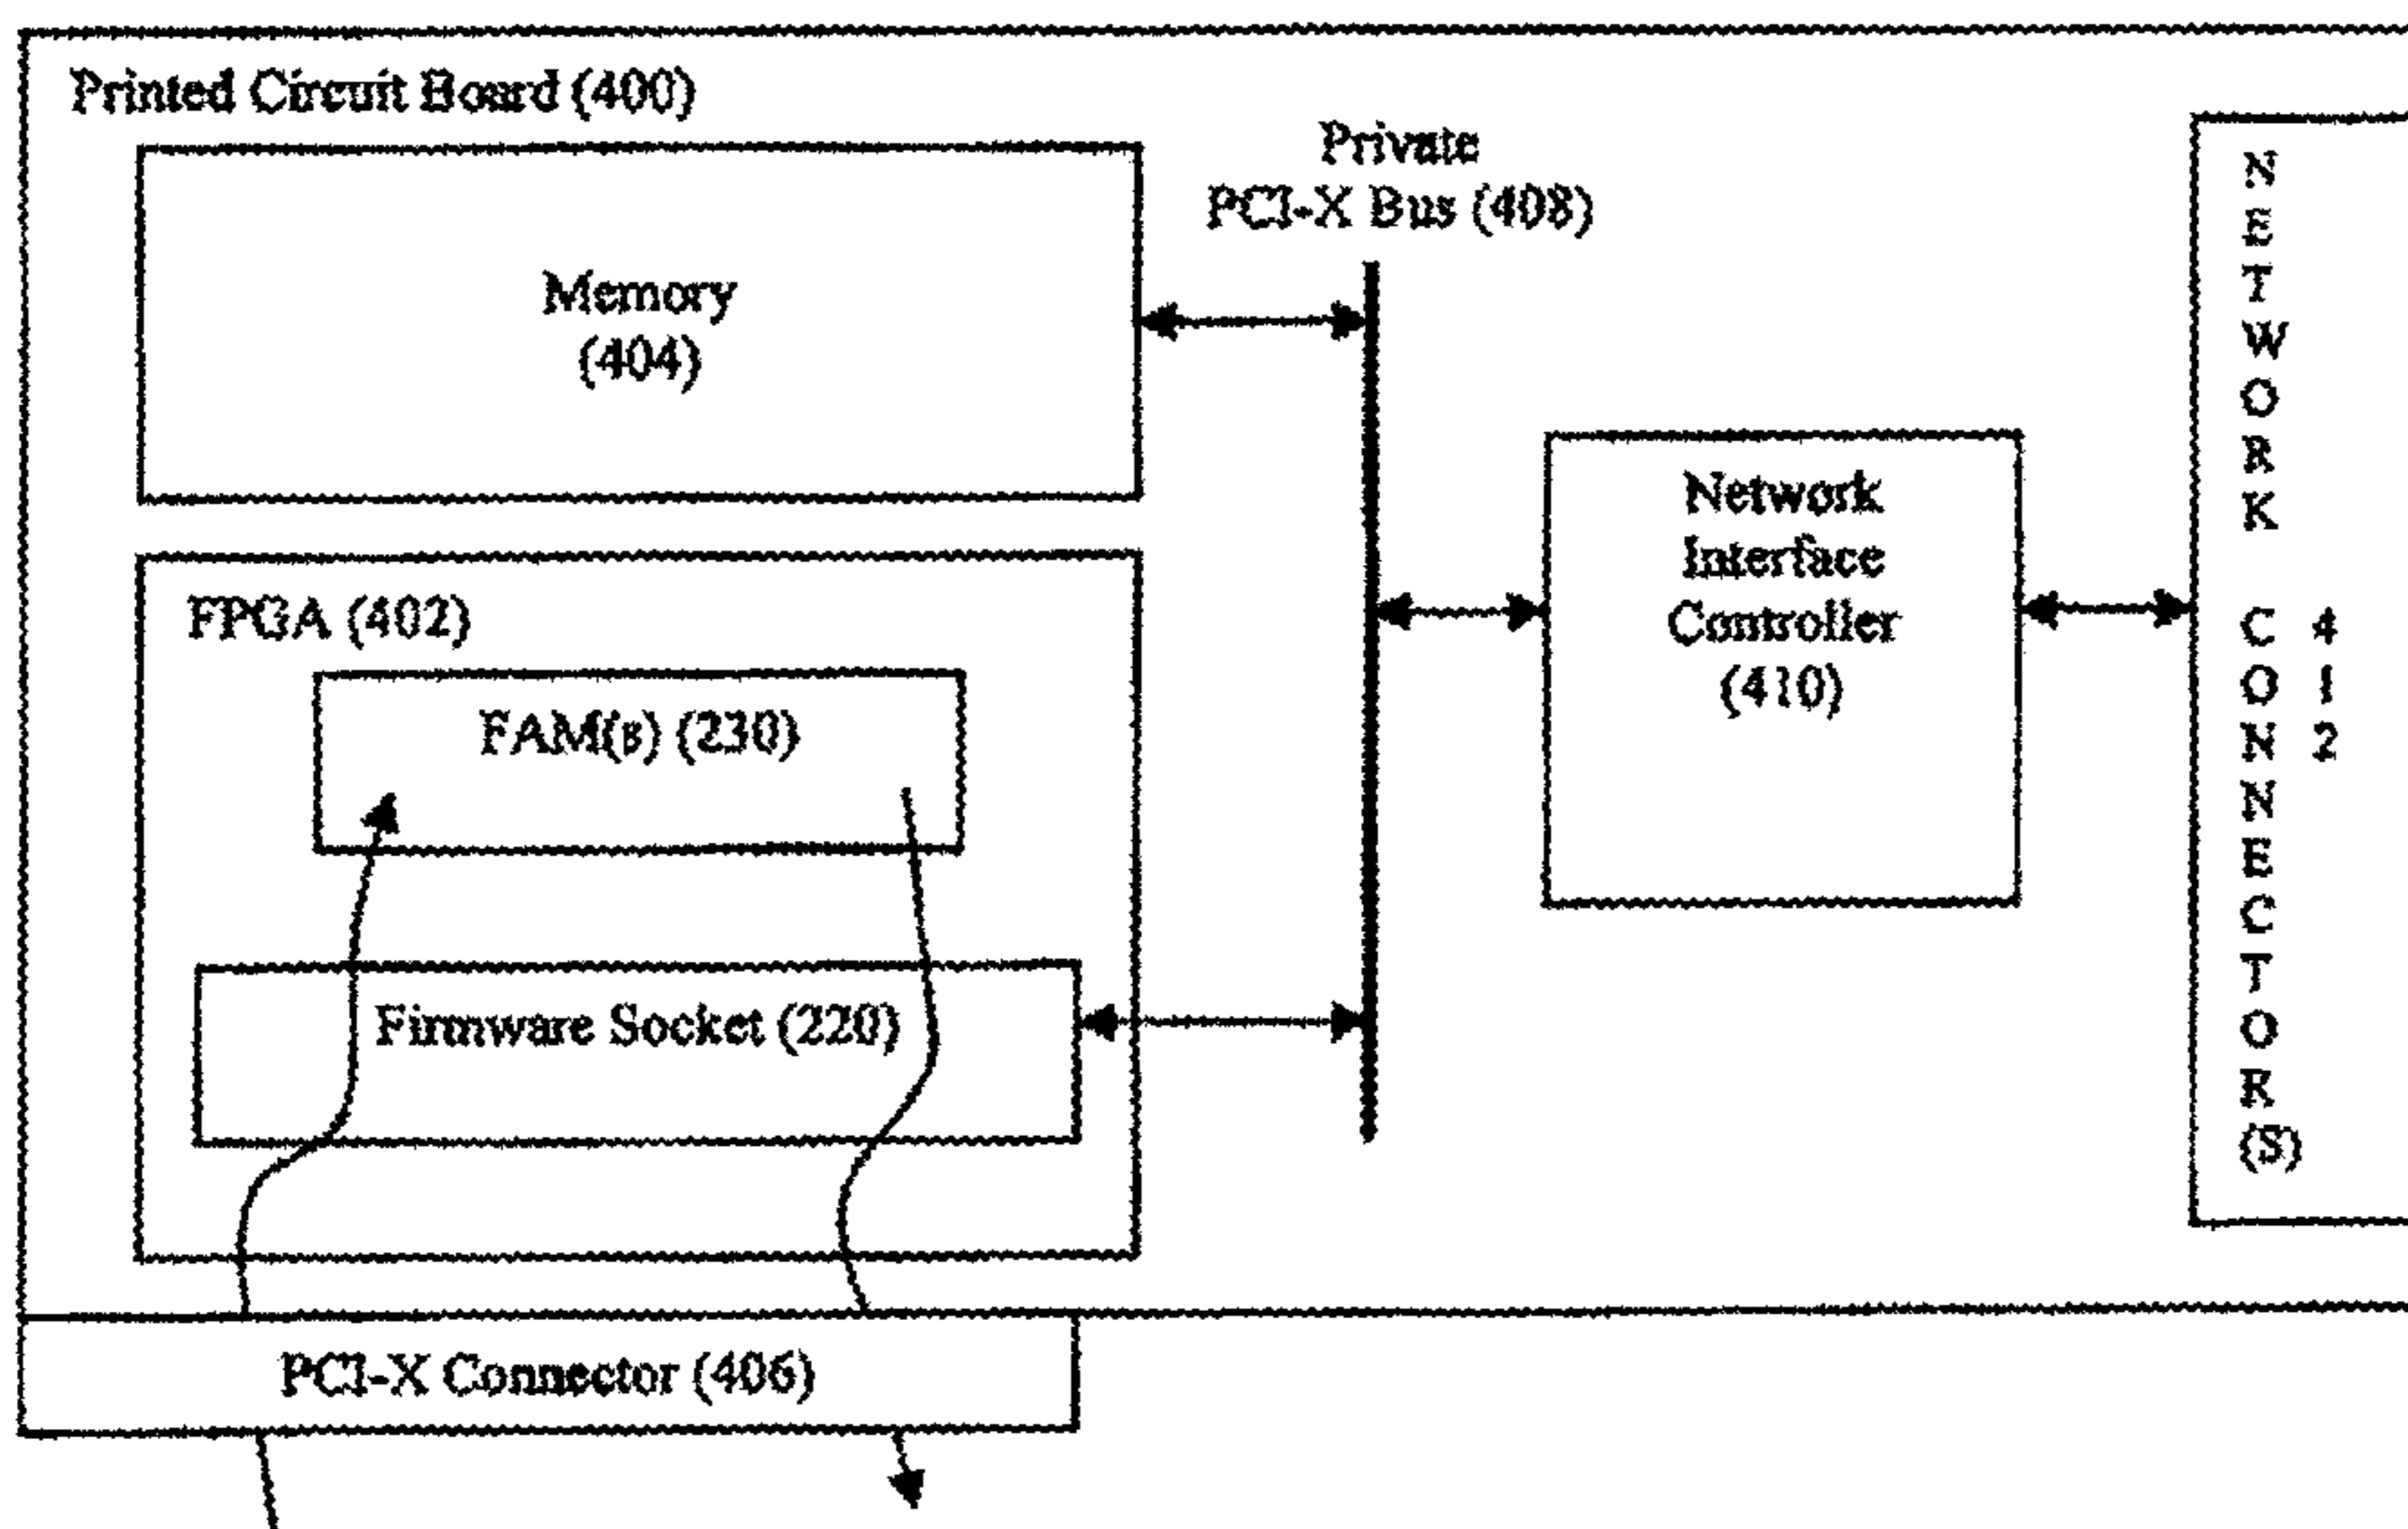 Printed Circuit Board (400)
Private
PCI-X Bus (408)
Memory
(404)
Network
Interface
Controller
(410)
NETWORK CONNECTOR(S)
412
FPGA (402)
FAM(s) (230)
Firmware Socket (220)
PCI-X Connector (406)